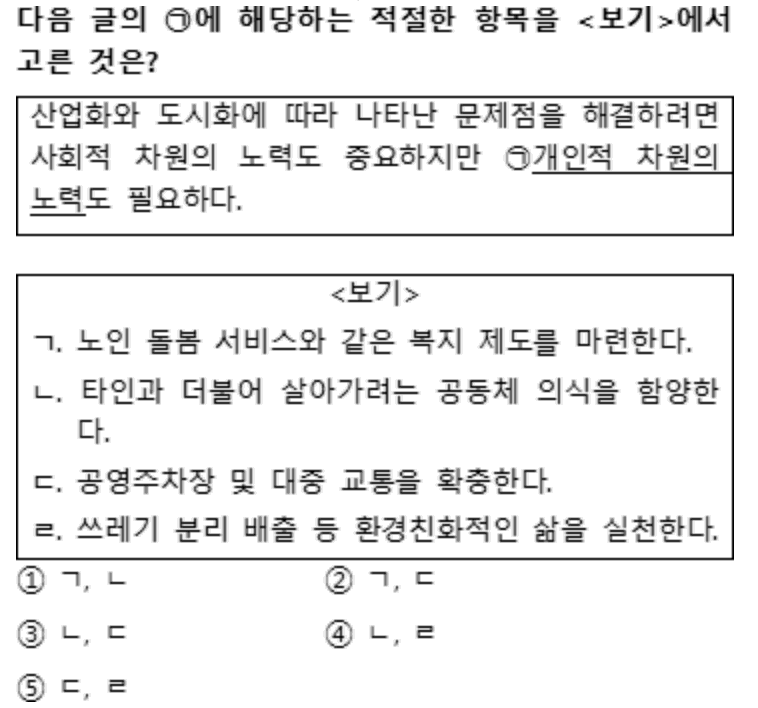 다음 글의 ㉠에 해당하는 적절한 항목을 <보기>에서
고른 것은?
산업화와 도시화에 따라 나타난 문제점을 해결하려면
사회적 차원의 노력도 중요하지만 ㉠개인적 차원의
노력도 필요하다.
<보기>
ㄱ. 노인 돌봄 서비스와 같은 복지 제도를 마련한다.
ㄴ. 타인과 더불어 살아가려는 공동체 의식을 함양한
다.
ㄷ. 공영주차장 및 대중 교통을 확충한다.
ㄹ. 쓰레기 분리 배출 등 환경친화적인 삶을 실천한다.
① ㄱ, ㄴ ② ㄱ, ㄷ
③ ㄴ, ㄷ ④ ㄴ, ㄹ
⑤ ㄷ, ㄹ